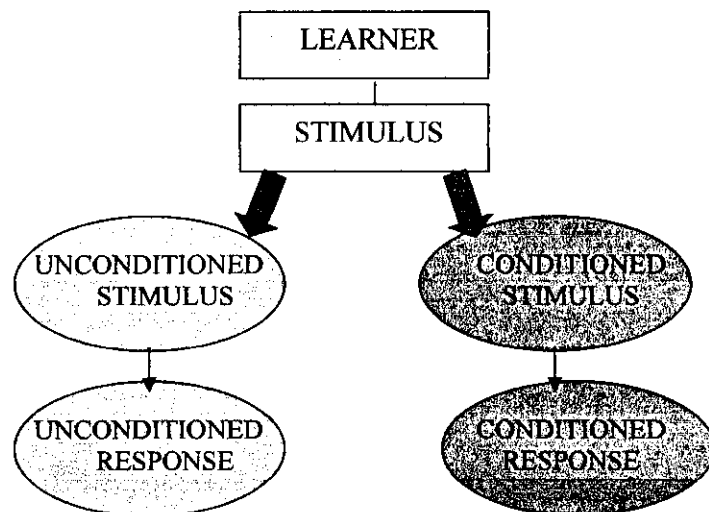 LEARNER
STIMULUS
UNCONDITIONED
STIMULUS
CONDITIONED
STIMULUS
UNCONDITIONED
RESPONSE
CONDITIONED
RESPONSE